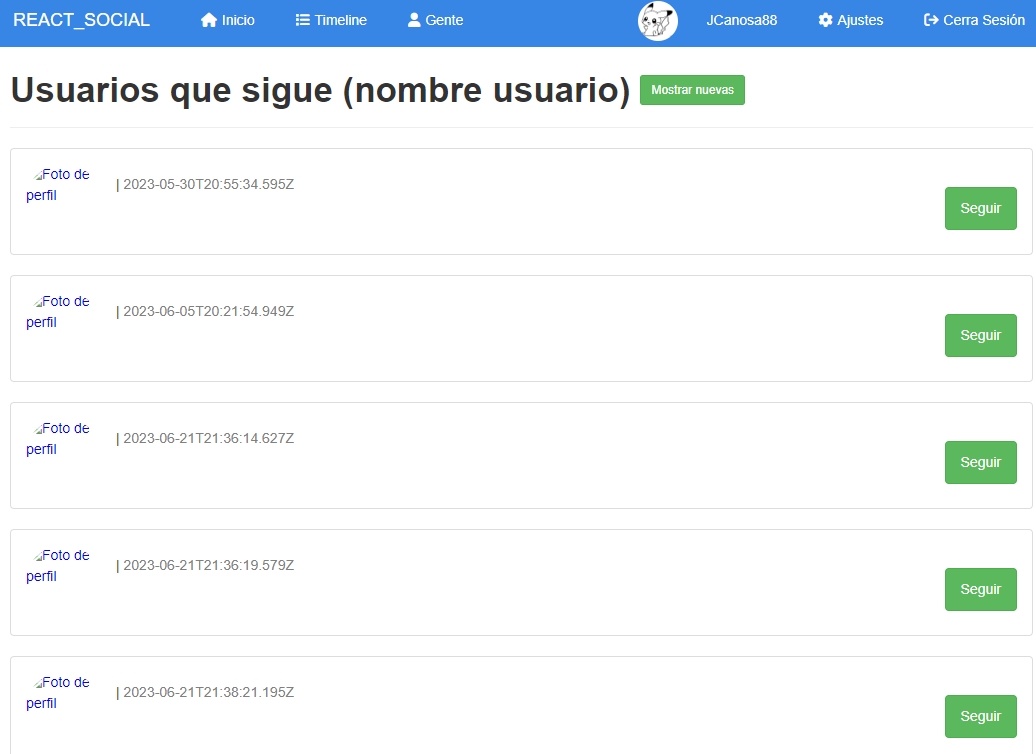 REACT_SOCIAL Inicio Timeline Gente JCanosa88 Ajustes Cerra Sesión
Usuarios que sigue (nombre usuario) Mostrar nuevas
Foto de
perfil
| 2023-05-30T20:55:34.595Z
Seguir
Foto de
perfil
| 2023-06-05T20:21:54.949Z
Seguir
Foto de
perfil
| 2023-06-21T21:36:14.627Z
Seguir
Foto de
perfil
| 2023-06-21T21:36:19.579Z
Seguir
Foto de
perfil
| 2023-06-21T21:38:21.195Z
Seguir